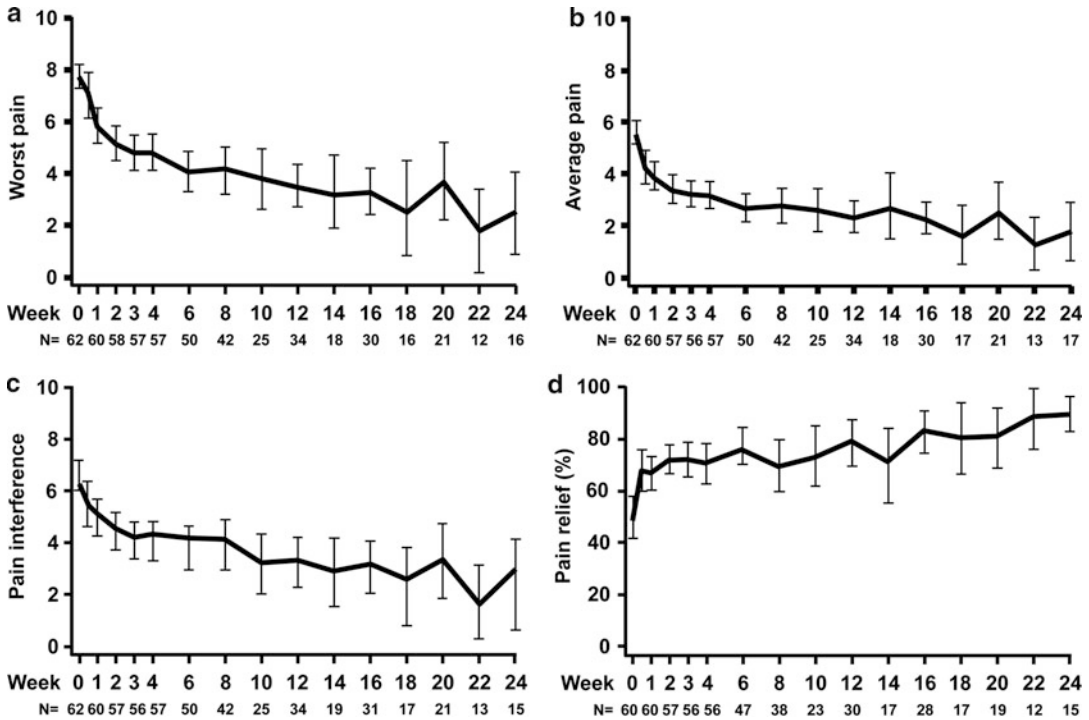 a
Worst pain
10
8
6
4
2
0
Week 0 1 2 3 4 6 8 10 12 14 16 18 20 22 24
N= 62 60 58 57 57 50 42 25 34 18 30 16 21 12 16
b
Average pain
10
8
6
4
2
0
Week 0 1 2 3 4 6 8 10 12 14 16 18 20 22 24
N= 62 60 57 56 57 50 42 25 34 18 30 17 21 13 17
c
Pain interference
10
8
6
4
2
0
Week 0 1 2 3 4 6 8 10 12 14 16 18 20 22 24
N= 62 60 57 56 57 50 42 25 34 19 31 17 21 13 15
d
Pain relief (%)
100
80
60
40
20
0
Week 0 1 2 3 4 6 8 10 12 14 16 18 20 22 24
N= 60 60 57 56 56 47 38 23 30 17 28 17 19 12 15